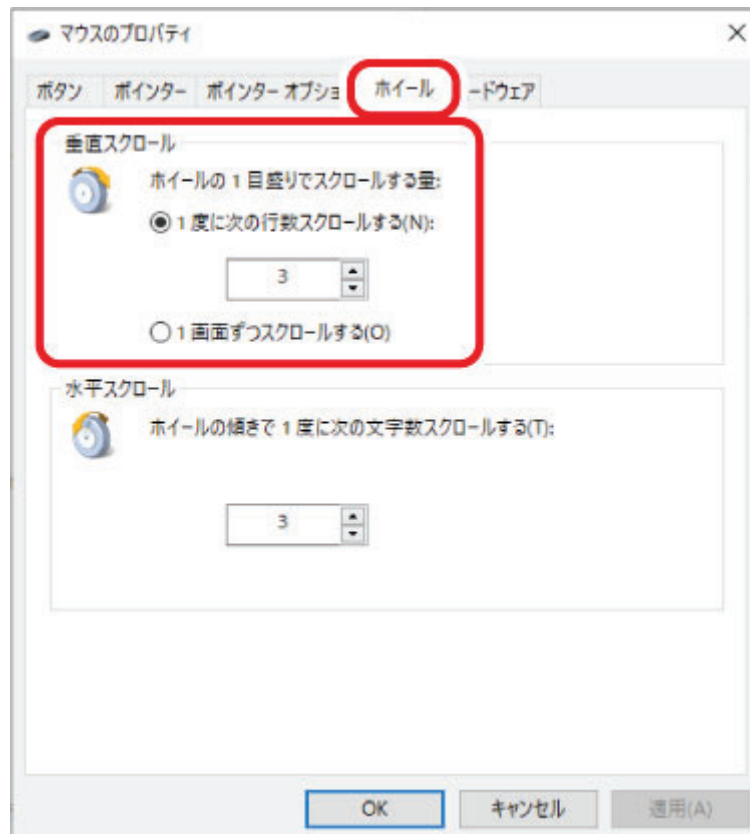 マウスのプロパティ
ボタン ポインター ポインター オプショ ホイール ードウェア
垂直スクロール
ホイールの 1 目盛りでスクロールする量:
1 度に次の行数スクロールする(N):
3
1 画面ずつスクロールする(O)
水平スクロール
ホイールの傾きで 1 度に次の文字数スクロールする(T):
3
OK キャンセル 適用(A)